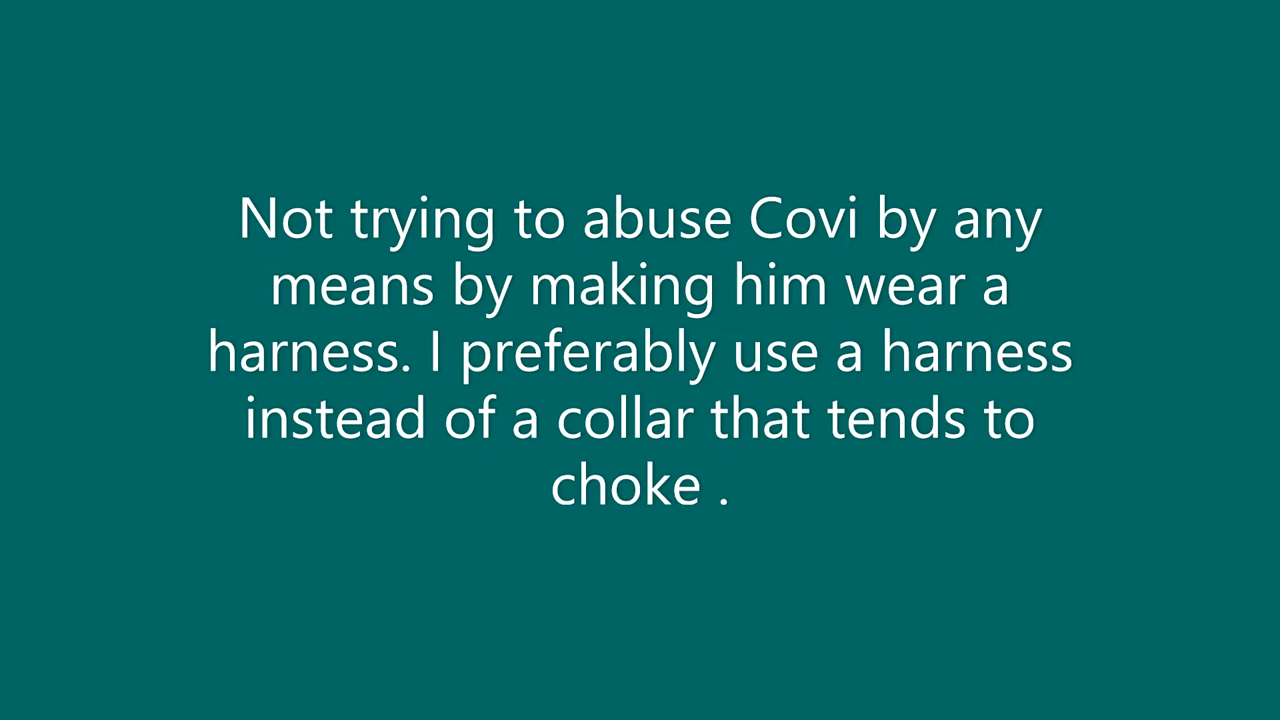 Not trying to abuse Covi by any
means by making him wear a
harness. I preferably use a harness
instead of a collar that tends to
choke .